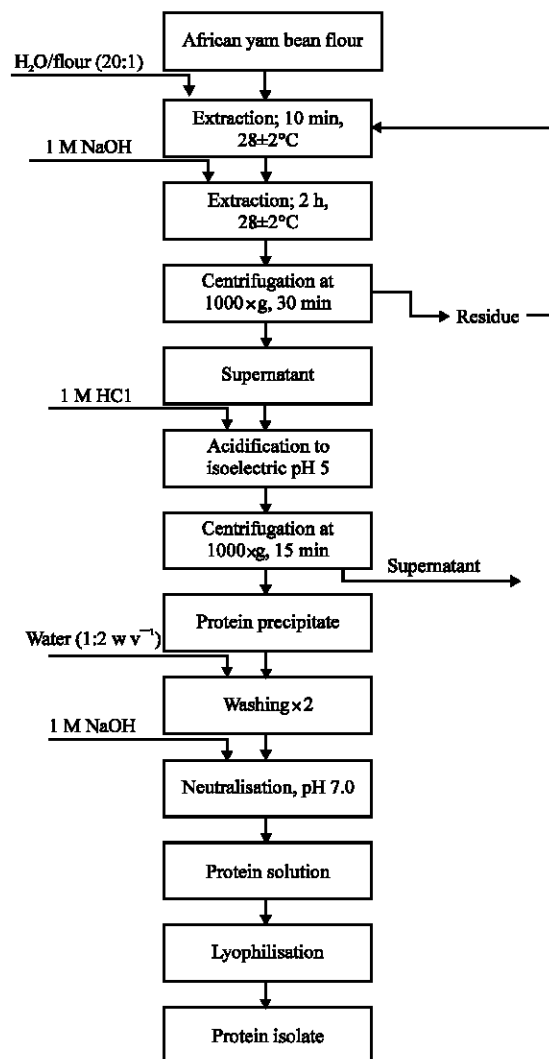 African yam bean flour
H₂O/flour (20:1)
Extraction; 10 min,
28±2°C
1 M NaOH
Extraction; 2 h,
28±2°C
Centrifugation at
1000×g, 30 min
Residue
Supernatant
1 M HC1
Acidification to
isoelectric pH 5
Centrifugation at
1000×g, 15 min
Supernatant
Protein precipitate
Water (1:2 w v⁻¹)
Washing×2
1 M NaOH
Neutralisation, pH 7.0
Protein solution
Lyophilisation
Protein isolate